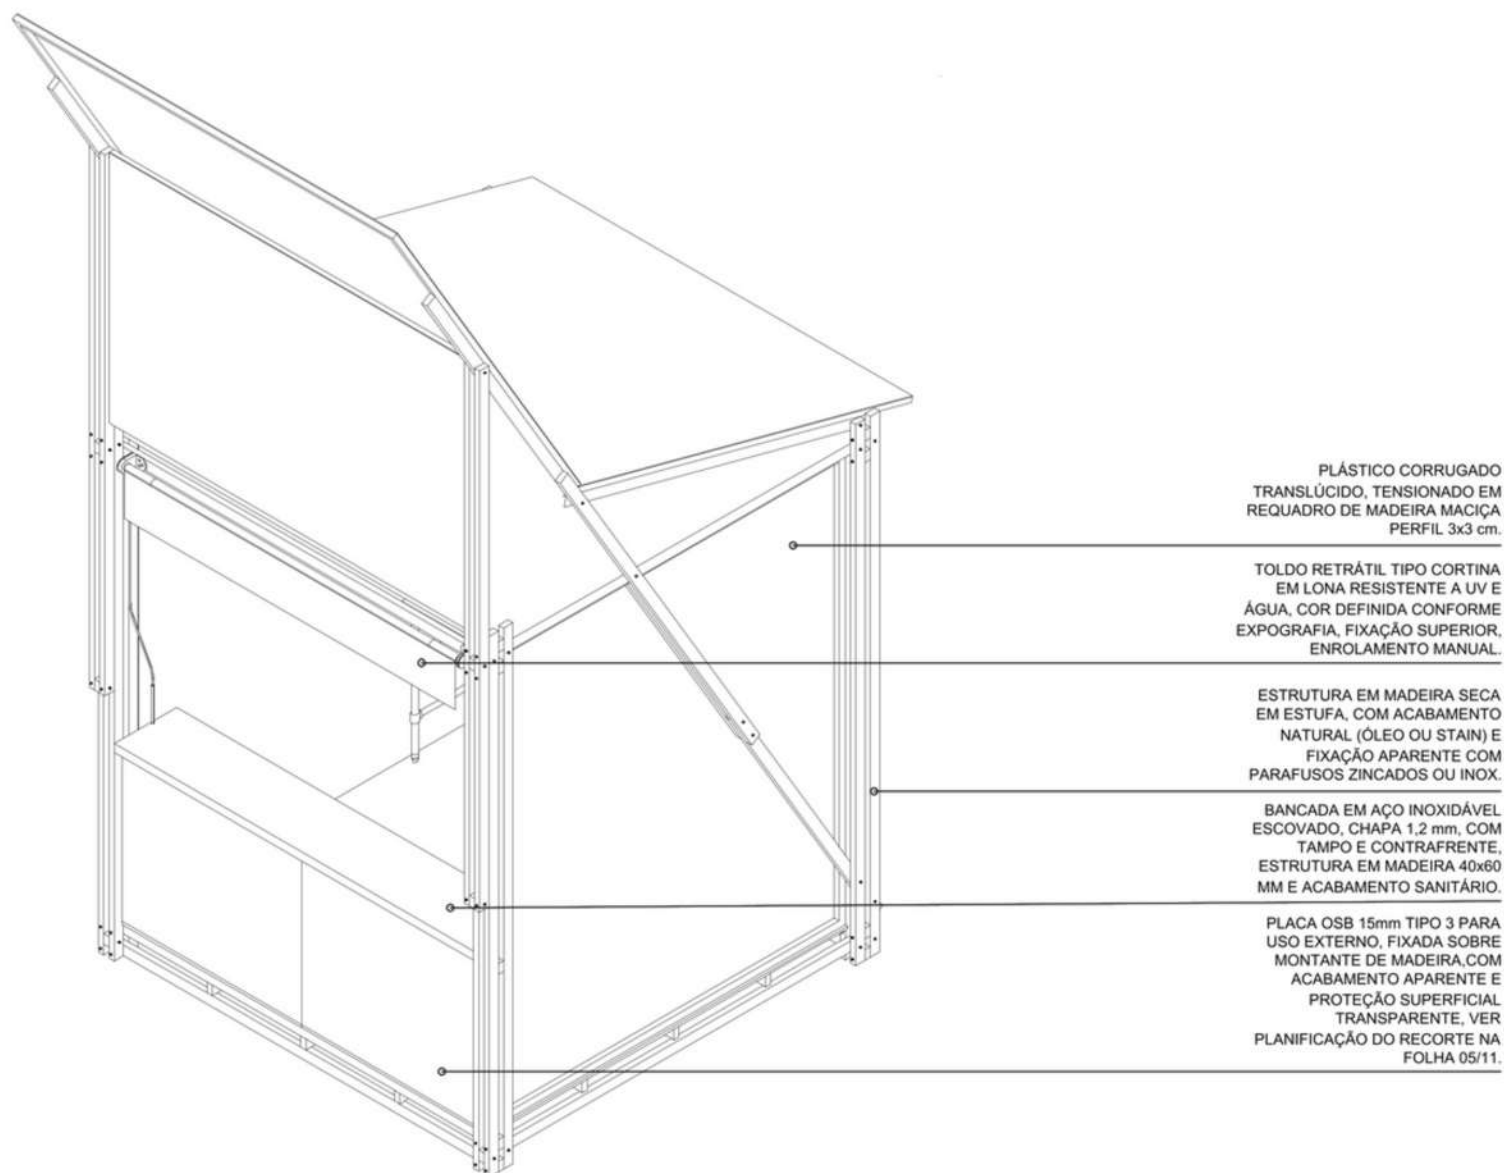 PLÁSTICO CORRUGADO
TRANSLÚCIDO, TENSIONADO EM
REQUADRO DE MADEIRA MACIÇA
PERFIL 3x3 cm.
TOLDO RETRÁTIL TIPO CORTINA
EM LONA RESISTENTE A UV E
ÁGUA, COR DEFINIDA CONFORME
EXPOGRAFIA, FIXAÇÃO SUPERIOR,
ENROLAMENTO MANUAL.
ESTRUTURA EM MADEIRA SECA
EM ESTUFA, COM ACABAMENTO
NATURAL (ÓLEO OU STAIN) E
FIXAÇÃO APARENTE COM
PARAFUSOS ZINCADOS OU INOX.
BANCADA EM AÇO INOXIDÁVEL
ESCOVADO, CHAPA 1,2 mm, COM
TAMPO E CONTRAFRENTE,
ESTRUTURA EM MADEIRA 40x60
MM E ACABAMENTO SANITÁRIO.
PLACA OSB 15mm TIPO 3 PARA
USO EXTERNO, FIXADA SOBRE
MONTANTE DE MADEIRA,COM
ACABAMENTO APARENTE E
PROTEÇÃO SUPERFICIAL
TRANSPARENTE, VER
PLANIFICAÇÃO DO RECORTE NA
FOLHA 05/11.